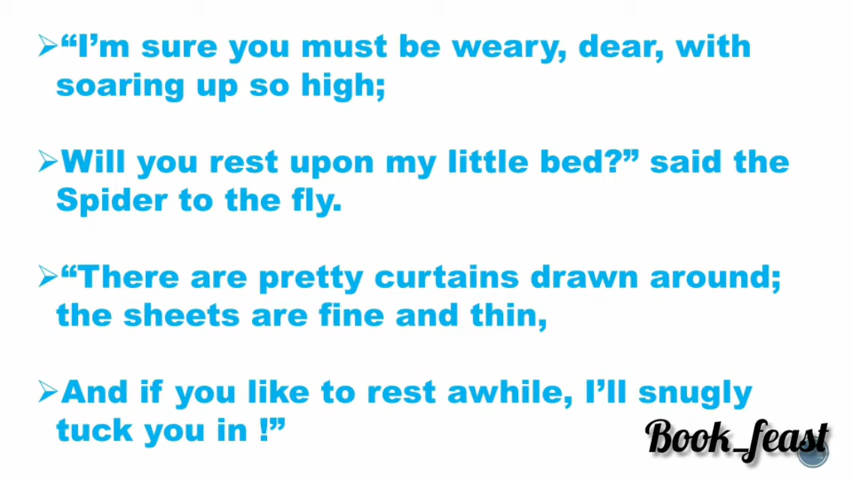 ➢“I’m sure you must be weary, dear, with
soaring up so high;
➢Will you rest upon my little bed?” said the
Spider to the fly.
➢“There are pretty curtains drawn around;
the sheets are fine and thin,
➢And if you like to rest awhile, I’ll snugly
tuck you in !”
Book_feast